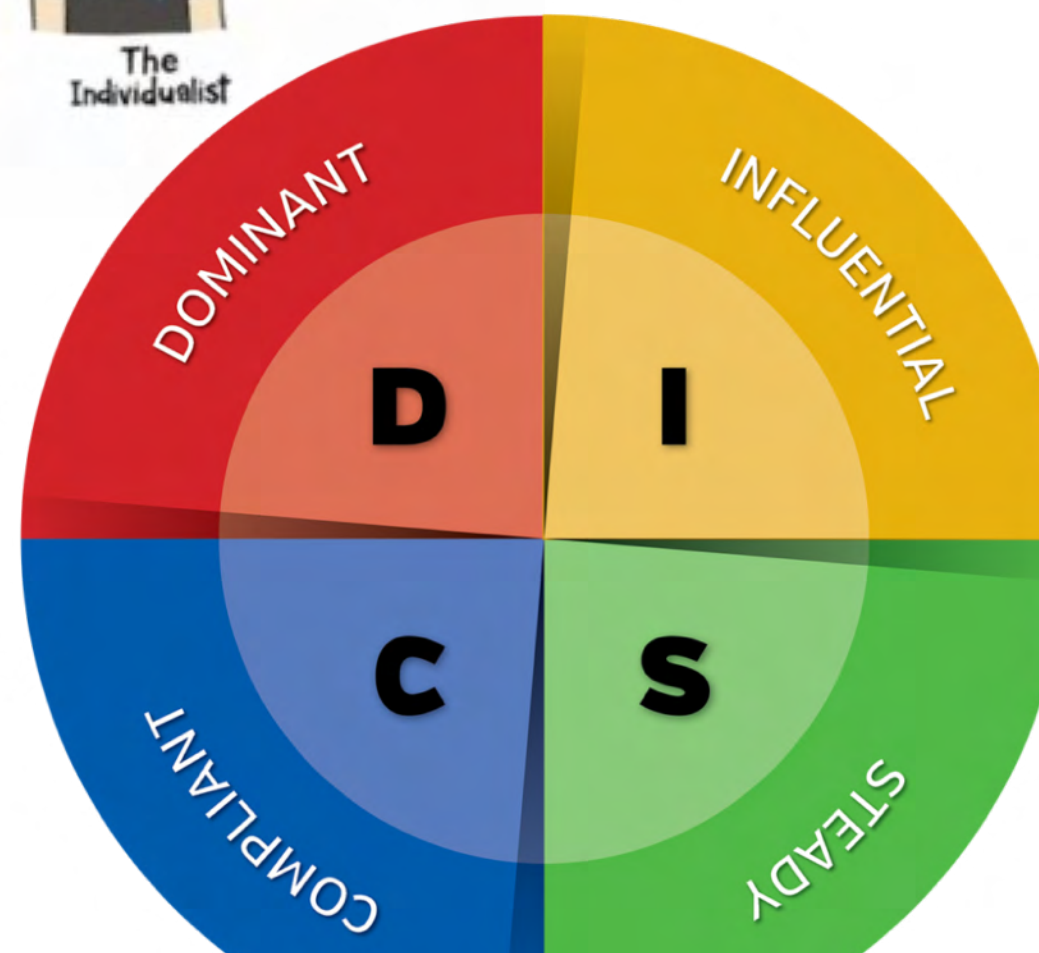 The
Individualist
DOMINANT
INFLUENTIAL
D
I
C
S
COMPLIANT
STEADY